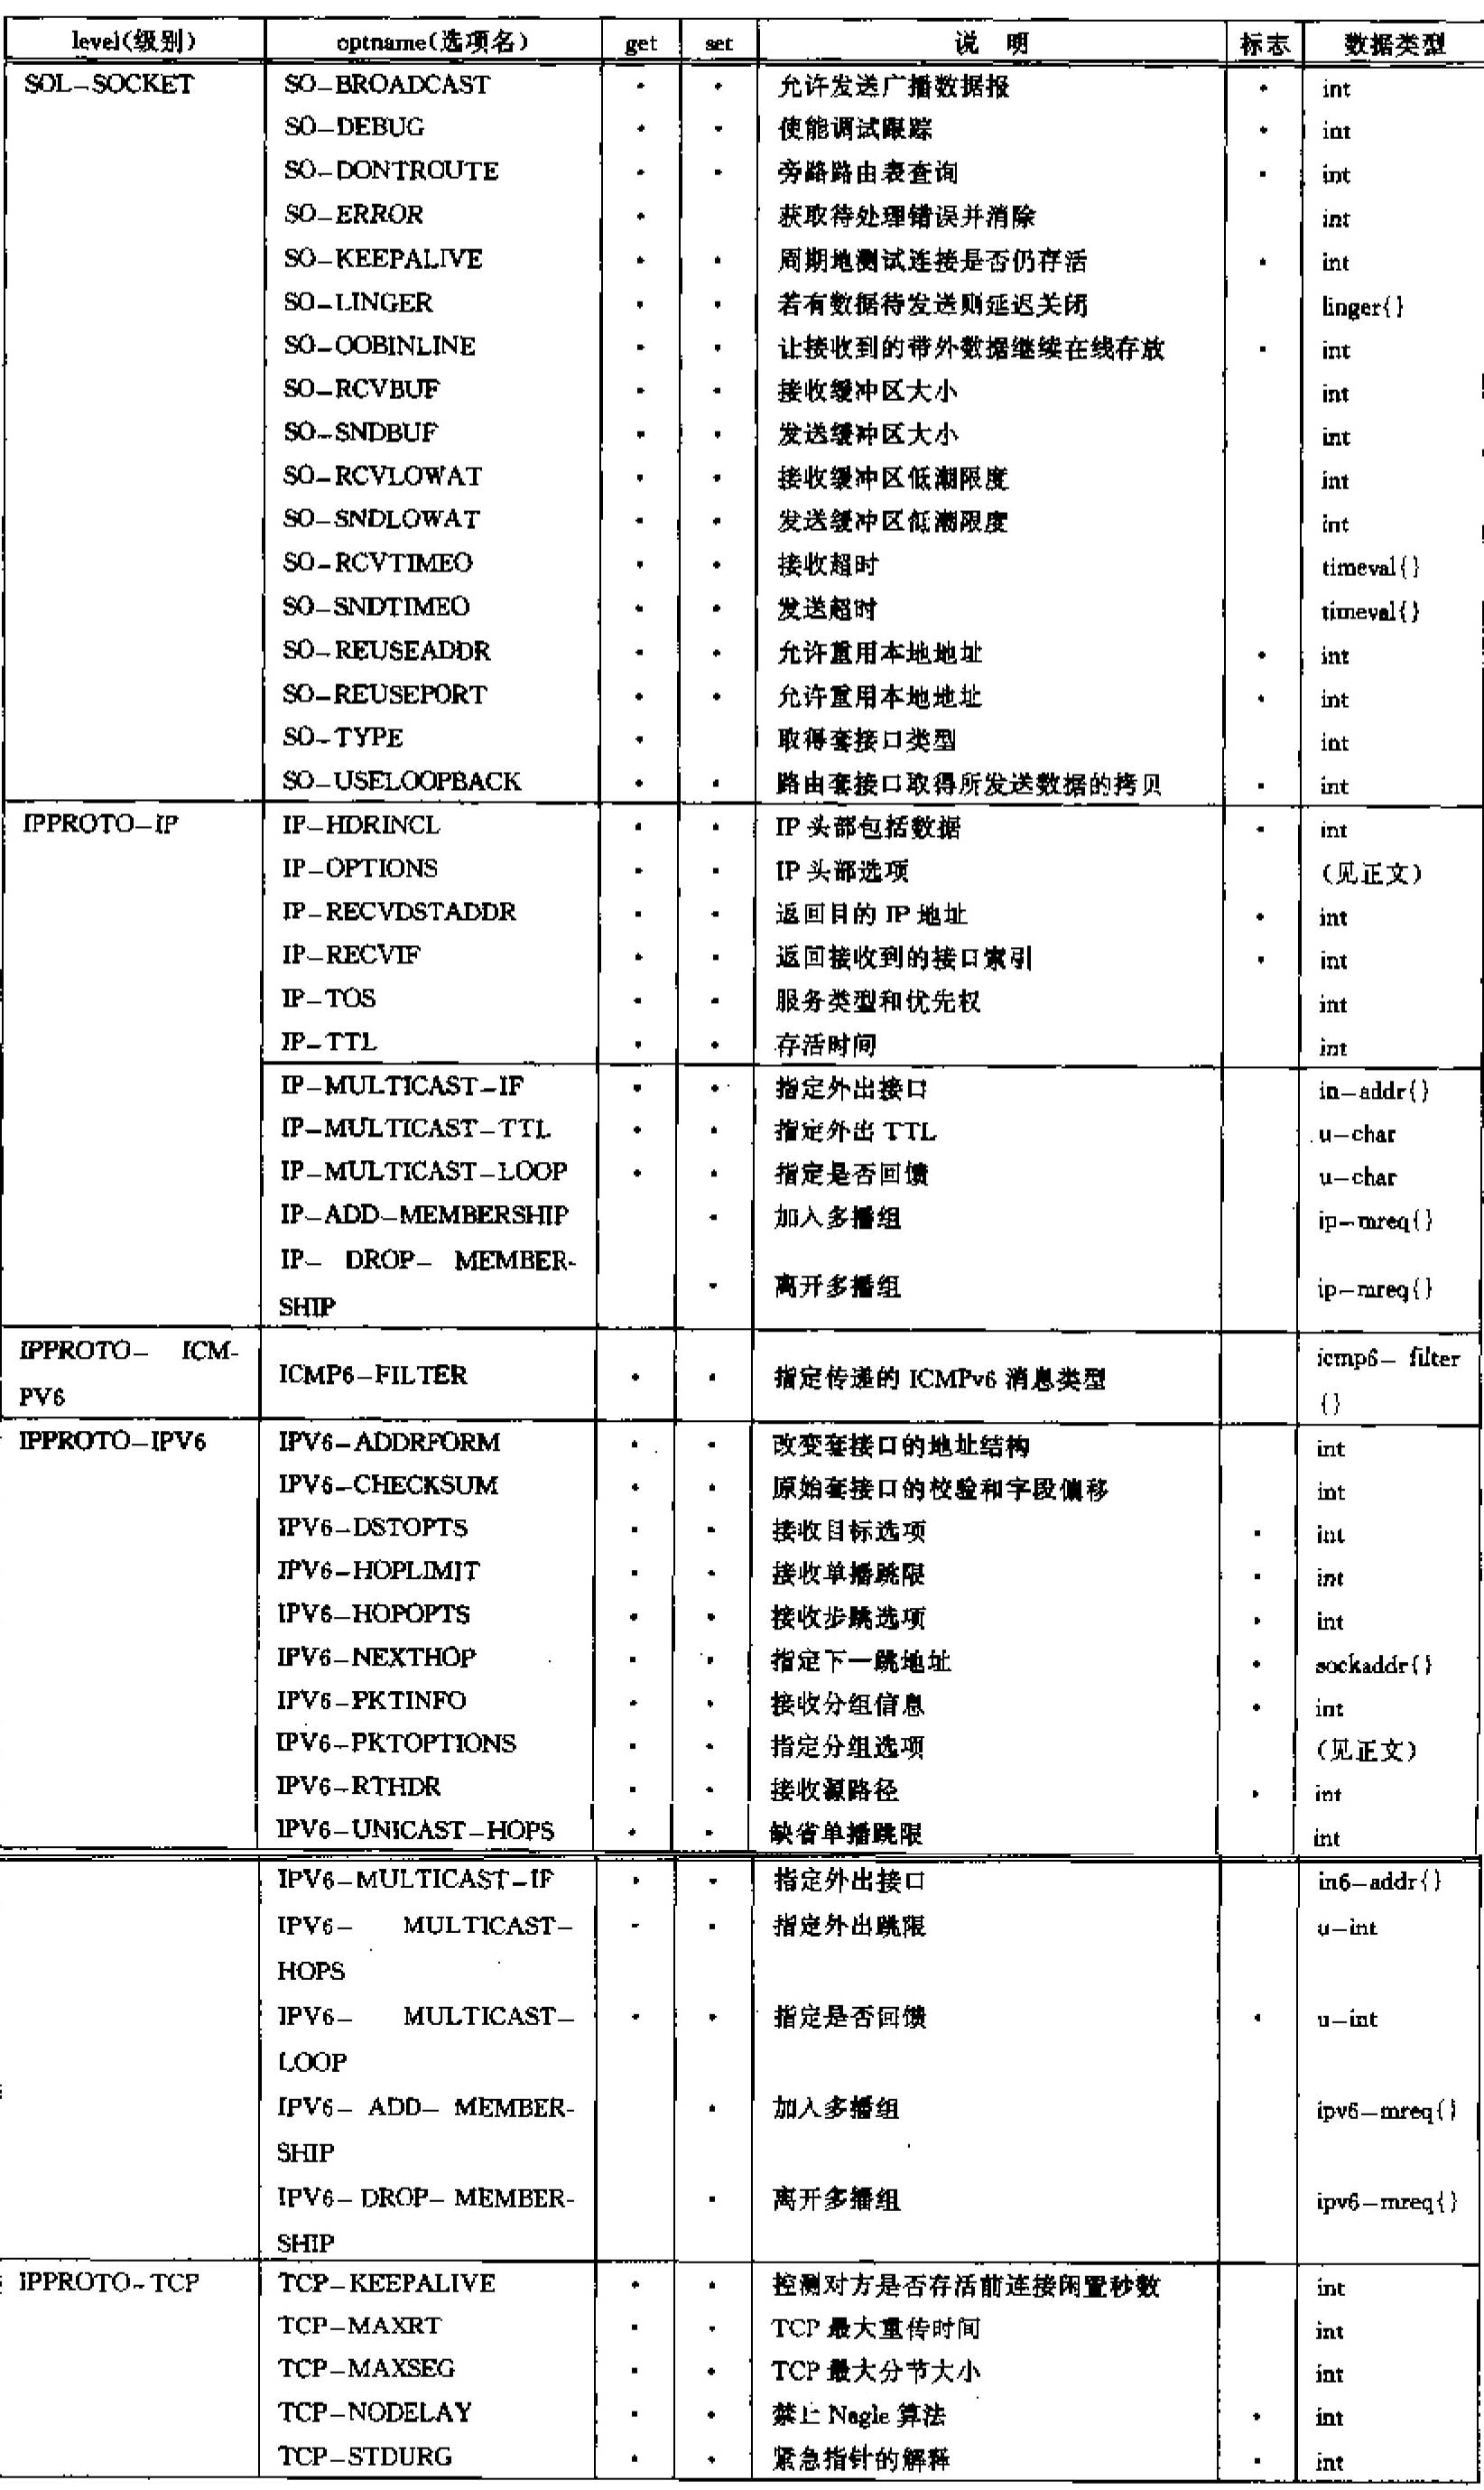 level(级别) optname(选项名) get set 说 明 标志 数据类型
SOL-SOCKET SO-BROADCAST • • 允许发送广播数据报 • int
SO-DEBUG • • 使能调试跟踪 • int
SO-DONTROUTE • • 旁路路由表查询 • int
SO-ERROR • 获取待处理错误并消除 int
SO-KEEPALIVE • • 周期地测试连接是否仍存活 • int
SO-LINGER • • 若有数据待发送则延迟关闭 linger{}
SO-OOBINLINE • • 让接收到的带外数据继续在线存放 • int
SO-RCVBUF • • 接收缓冲区大小 int
SO-SNDBUF • • 发送缓冲区大小 int
SO-RCVLOWAT • • 接收缓冲区低潮限度 int
SO-SNDLOWAT • • 发送缓冲区低潮限度 int
SO-RCVTIMEO • • 接收超时 timeval{}
SO-SNDTIMEO • • 发送超时 timeval{}
SO-REUSEADDR • • 允许重用本地地址 • int
SO-REUSEPORT • • 允许重用本地地址 • int
SO-TYPE • 取得套接口类型 int
SO-USELOOPBACK • • 路由套接口取得所发送数据的拷贝 • int
IPPROTO-IP IP-HDRINCL • • IP 头部包括数据 • int
IP-OPTIONS • • IP 头部选项 (见正文)
IP-RECVDSTADDR • • 返回目的 IP 地址 • int
IP-RECVIF • • 返回接收到的接口索引 • int
IP-TOS • • 服务类型和优先权 int
IP-TTL • • 存活时间 int
IP-MULTICAST-IF • • 指定外出接口 in-addr{}
IP-MULTICAST-TTL • • 指定外出 TTL u-char
IP-MULTICAST-LOOP • • 指定是否回馈 u-char
IP-ADD-MEMBERSHIP • 加入多播组 ip-mreq{}
IP- DROP- MEMBER-
SHIP • 离开多播组 ip-mreq{}
IPPROTO- ICM-
PV6 ICMP6-FILTER • • 指定传递的 ICMPv6 消息类型 icmp6- filter
{}
IPPROTO-IPV6 IPV6-ADDRFORM • • 改变套接口的地址结构 int
IPV6-CHECKSUM • • 原始套接口的校验和字段偏移 int
IPV6-DSTOPTS • • 接收目标选项 • int
IPV6-HOPLIMIT • • 接收单播跳限 • int
IPV6-HOPOPTS • • 接收步跳选项 • int
IPV6-NEXTHOP • • 指定下一跳地址 • sockaddr{}
IPV6-PKTINFO • • 接收分组信息 • int
IPV6-PKTOPTIONS • • 指定分组选项 (见正文)
IPV6-RTHDR • • 接收源路径 • int
IPV6-UNICAST-HOPS • • 缺省单播跳限 int
IPV6-MULTICAST-IF • • 指定外出接口 in6-addr{}
IPV6- MULTICAST- • • 指定外出跳限 u-int
HOPS
IPV6- MULTICAST- • • 指定是否回馈 • u-int
LOOP
IPV6- ADD- MEMBER- • 加入多播组 ipv6-mreq{}
SHIP
IPV6- DROP- MEMBER- • 离开多播组 ipv6-mreq{}
SHIP
IPPROTO-TCP TCP-KEEPALIVE • • 控测对方是否存活前连接闲置秒数 int
TCP-MAXRT • • TCP 最大重传时间 int
TCP-MAXSEG • • TCP 最大分节大小 int
TCP-NODELAY • • 禁止 Nagle 算法 • int
TCP-STDURG • • 紧急指针的解释 • int